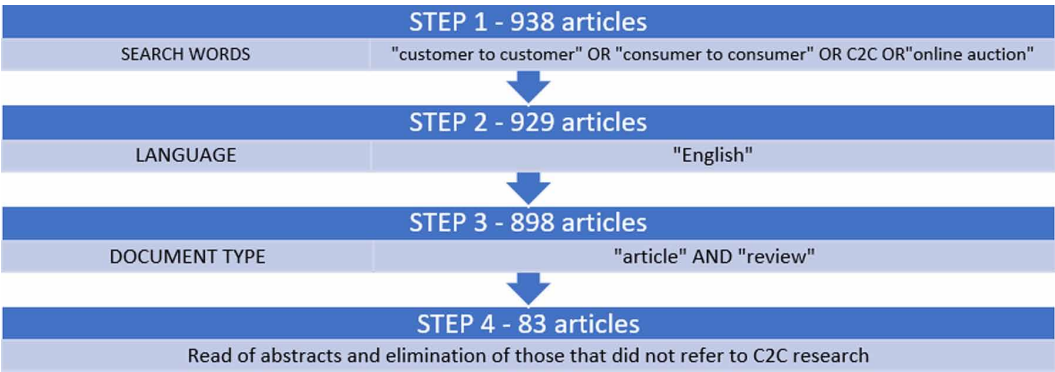 STEP 1 - 938 articles
SEARCH WORDS "customer to customer" OR "consumer to consumer" OR C2C OR"online auction"
STEP 2 - 929 articles
LANGUAGE "English"
STEP 3 - 898 articles
DOCUMENT TYPE "article" AND "review"
STEP 4 - 83 articles
Read of abstracts and elimination of those that did not refer to C2C research